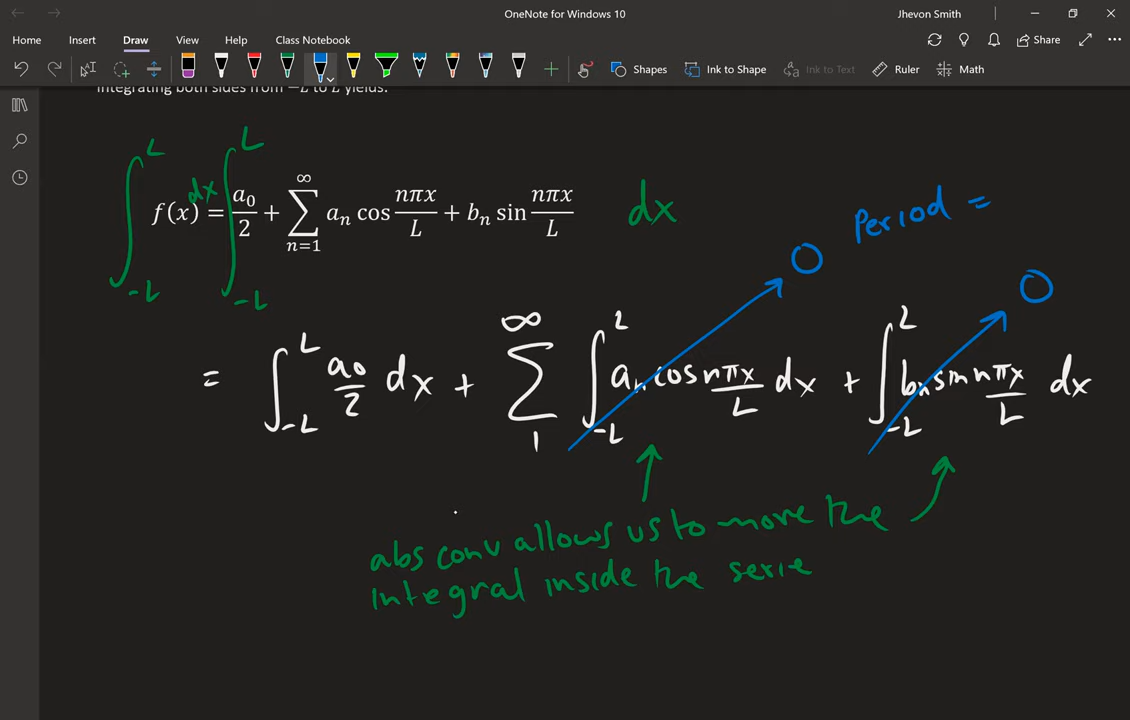 OneNote for Windows 10
Jhevon Smith
Home Insert Draw View Help Class Notebook
Share
Shapes Ink to Shape Ink to Text Ruler Math
Integrating both sides from −L to L yields:
∫_{-L}^{L} f(x) dx = ∫_{-L}^{L} a₀/2 + ∑_{n=1}^{∞} aₙ cos nπx/L + bₙ sin nπx/L dx
Period =
0
0
= ∫_{-L}^{L} a₀/2 dx + ∑_{1}^{∞} ∫_{-L}^{L} aₙ cos nπx/L dx + ∫_{-L}^{L} bₙ sin nπx/L dx
abs conv allows us to move the
integral inside the serie